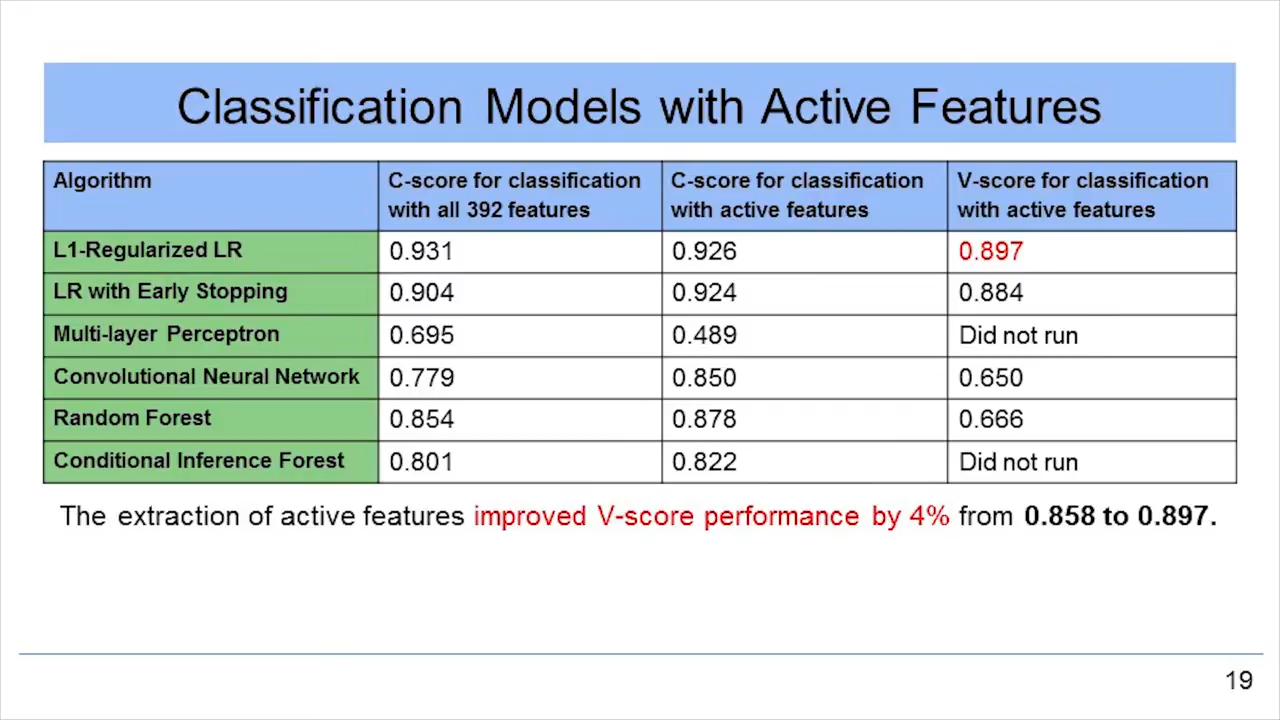 Classification Models with Active Features
Algorithm
C-score for classification
with all 392 features
C-score for classification
with active features
V-score for classification
with active features
L1-Regularized LR 0.931 0.926 0.897
LR with Early Stopping 0.904 0.924 0.884
Multi-layer Perceptron 0.695 0.489 Did not run
Convolutional Neural Network 0.779 0.850 0.650
Random Forest 0.854 0.878 0.666
Conditional Inference Forest 0.801 0.822 Did not run
The extraction of active features improved V-score performance by 4% from 0.858 to 0.897.
19